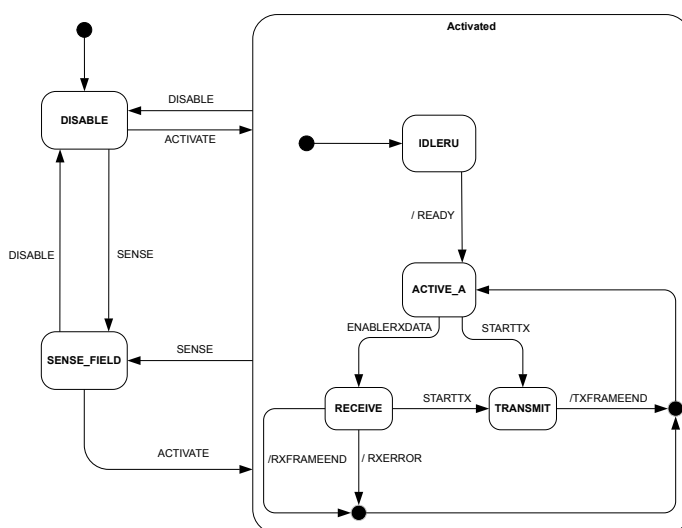 Activated
DISABLE
DISABLE
ACTIVATE
IDLERU
/ READY
DISABLE
SENSE
ACTIVE_A
ENABLERXDATA
STARTTX
SENSE_FIELD
SENSE
RECEIVE
STARTTX
TRANSMIT
/TXFRAMEEND
ACTIVATE
/RXFRAMEEND
/ RXERROR